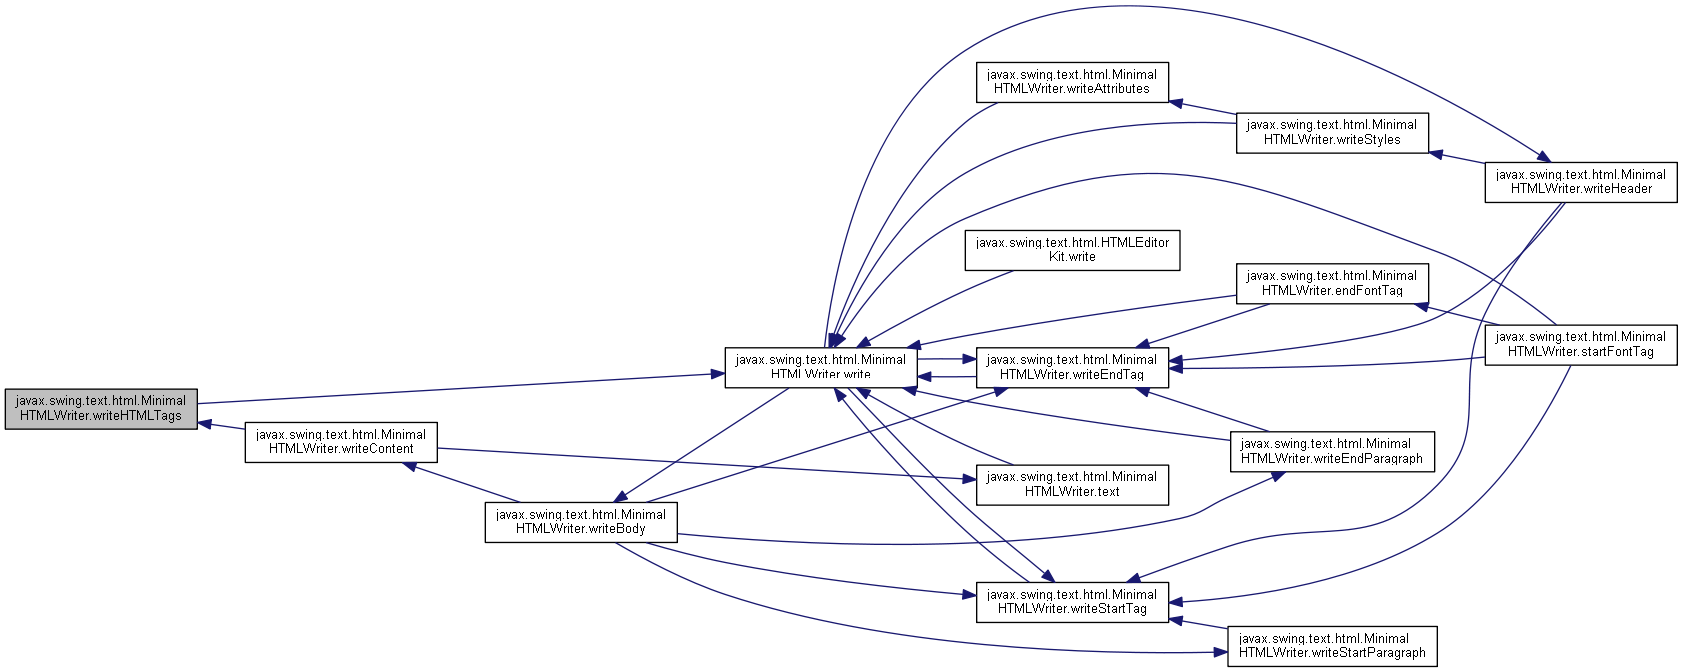 javax.swing.text.html.Minimal
HTMLWriter.writeAttributes
javax.swing.text.html.Minimal
HTMLWriter.writeStyles
javax.swing.text.html.Minimal
HTMLWriter.writeHeader
javax.swing.text.html.HTMLEditor
Kit.write
javax.swing.text.html.Minimal
HTMLWriter.endFontTag
javax.swing.text.html.Minimal
HTMLWriter.startFontTag
javax.swing.text.html.Minimal
HTMLWriter.write
javax.swing.text.html.Minimal
HTMLWriter.writeEndTag
javax.swing.text.html.Minimal
HTMLWriter.writeHTMLTags
javax.swing.text.html.Minimal
HTMLWriter.writeContent
javax.swing.text.html.Minimal
HTMLWriter.writeEndParagraph
javax.swing.text.html.Minimal
HTMLWriter.text
javax.swing.text.html.Minimal
HTMLWriter.writeBody
javax.swing.text.html.Minimal
HTMLWriter.writeStartTag
javax.swing.text.html.Minimal
HTMLWriter.writeStartParagraph